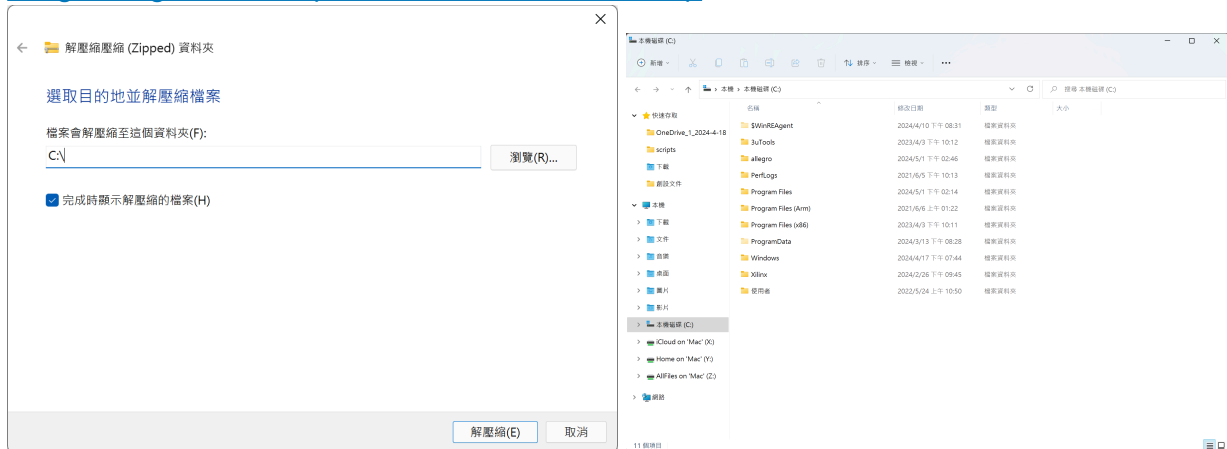 解壓縮壓縮 (Zipped) 資料夾
選取目的地並解壓縮檔案
檔案會解壓縮至這個資料夾(F):
C:\
瀏覽(R)...
完成時顯示解壓縮的檔案(H)
解壓縮(E)
取消
本機磁碟 (C:)
新增
排序
檢視
本機 › 本機磁碟 (C:)
搜尋 本機磁碟 (C:)
快速存取
OneDrive_1_2024-4-18
scripts
下載
創設文件
本機
下載
文件
音樂
桌面
圖片
影片
本機磁碟 (C:)
iCloud on 'Mac' (X:)
Home on 'Mac' (Y:)
AllFiles on 'Mac' (Z:)
網路
名稱 修改日期 類型 大小
$WinREAgent 2024/4/10 下午 08:31 檔案資料夾
3uTools 2023/4/3 下午 10:12 檔案資料夾
allegro 2024/5/1 下午 02:46 檔案資料夾
PerfLogs 2021/6/5 下午 10:13 檔案資料夾
Program Files 2024/5/1 下午 02:14 檔案資料夾
Program Files (Arm) 2021/6/6 上午 01:22 檔案資料夾
Program Files (x86) 2023/4/3 下午 10:11 檔案資料夾
ProgramData 2024/3/13 下午 08:28 檔案資料夾
Windows 2024/4/17 下午 07:44 檔案資料夾
Xilinx 2024/2/26 下午 09:45 檔案資料夾
使用者 2022/5/24 上午 10:50 檔案資料夾
11 個項目